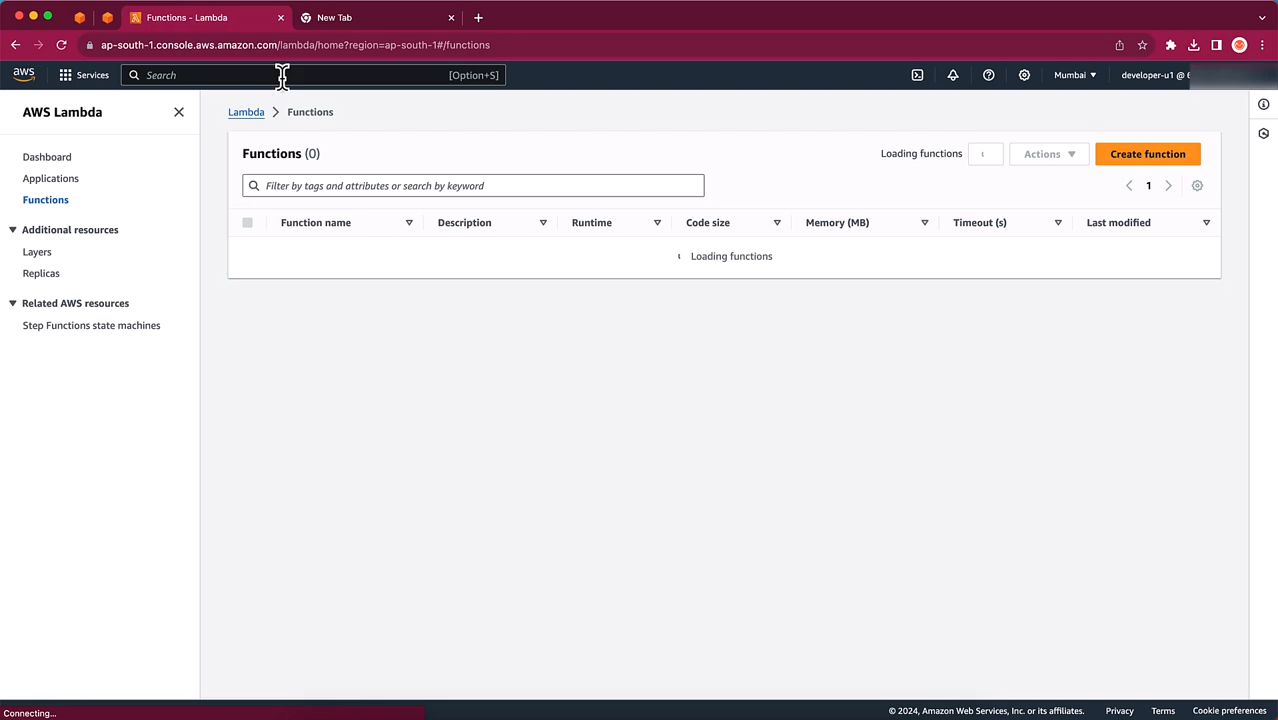 Functions - Lambda
New Tab
ap-south-1.console.aws.amazon.com/lambda/home?region=ap-south-1#/functions
aws
Services
Search
[Option+S]
Mumbai
developer-u1 @ 6
AWS Lambda
Dashboard
Applications
Functions
Additional resources
Layers
Replicas
Related AWS resources
Step Functions state machines
Lambda
Functions
Functions (0)
Loading functions
Actions
Create function
Filter by tags and attributes or search by keyword
1
Function name
Description
Runtime
Code size
Memory (MB)
Timeout (s)
Last modified
Loading functions
Connecting...
© 2024, Amazon Web Services, Inc. or its affiliates.
Privacy
Terms
Cookie preferences